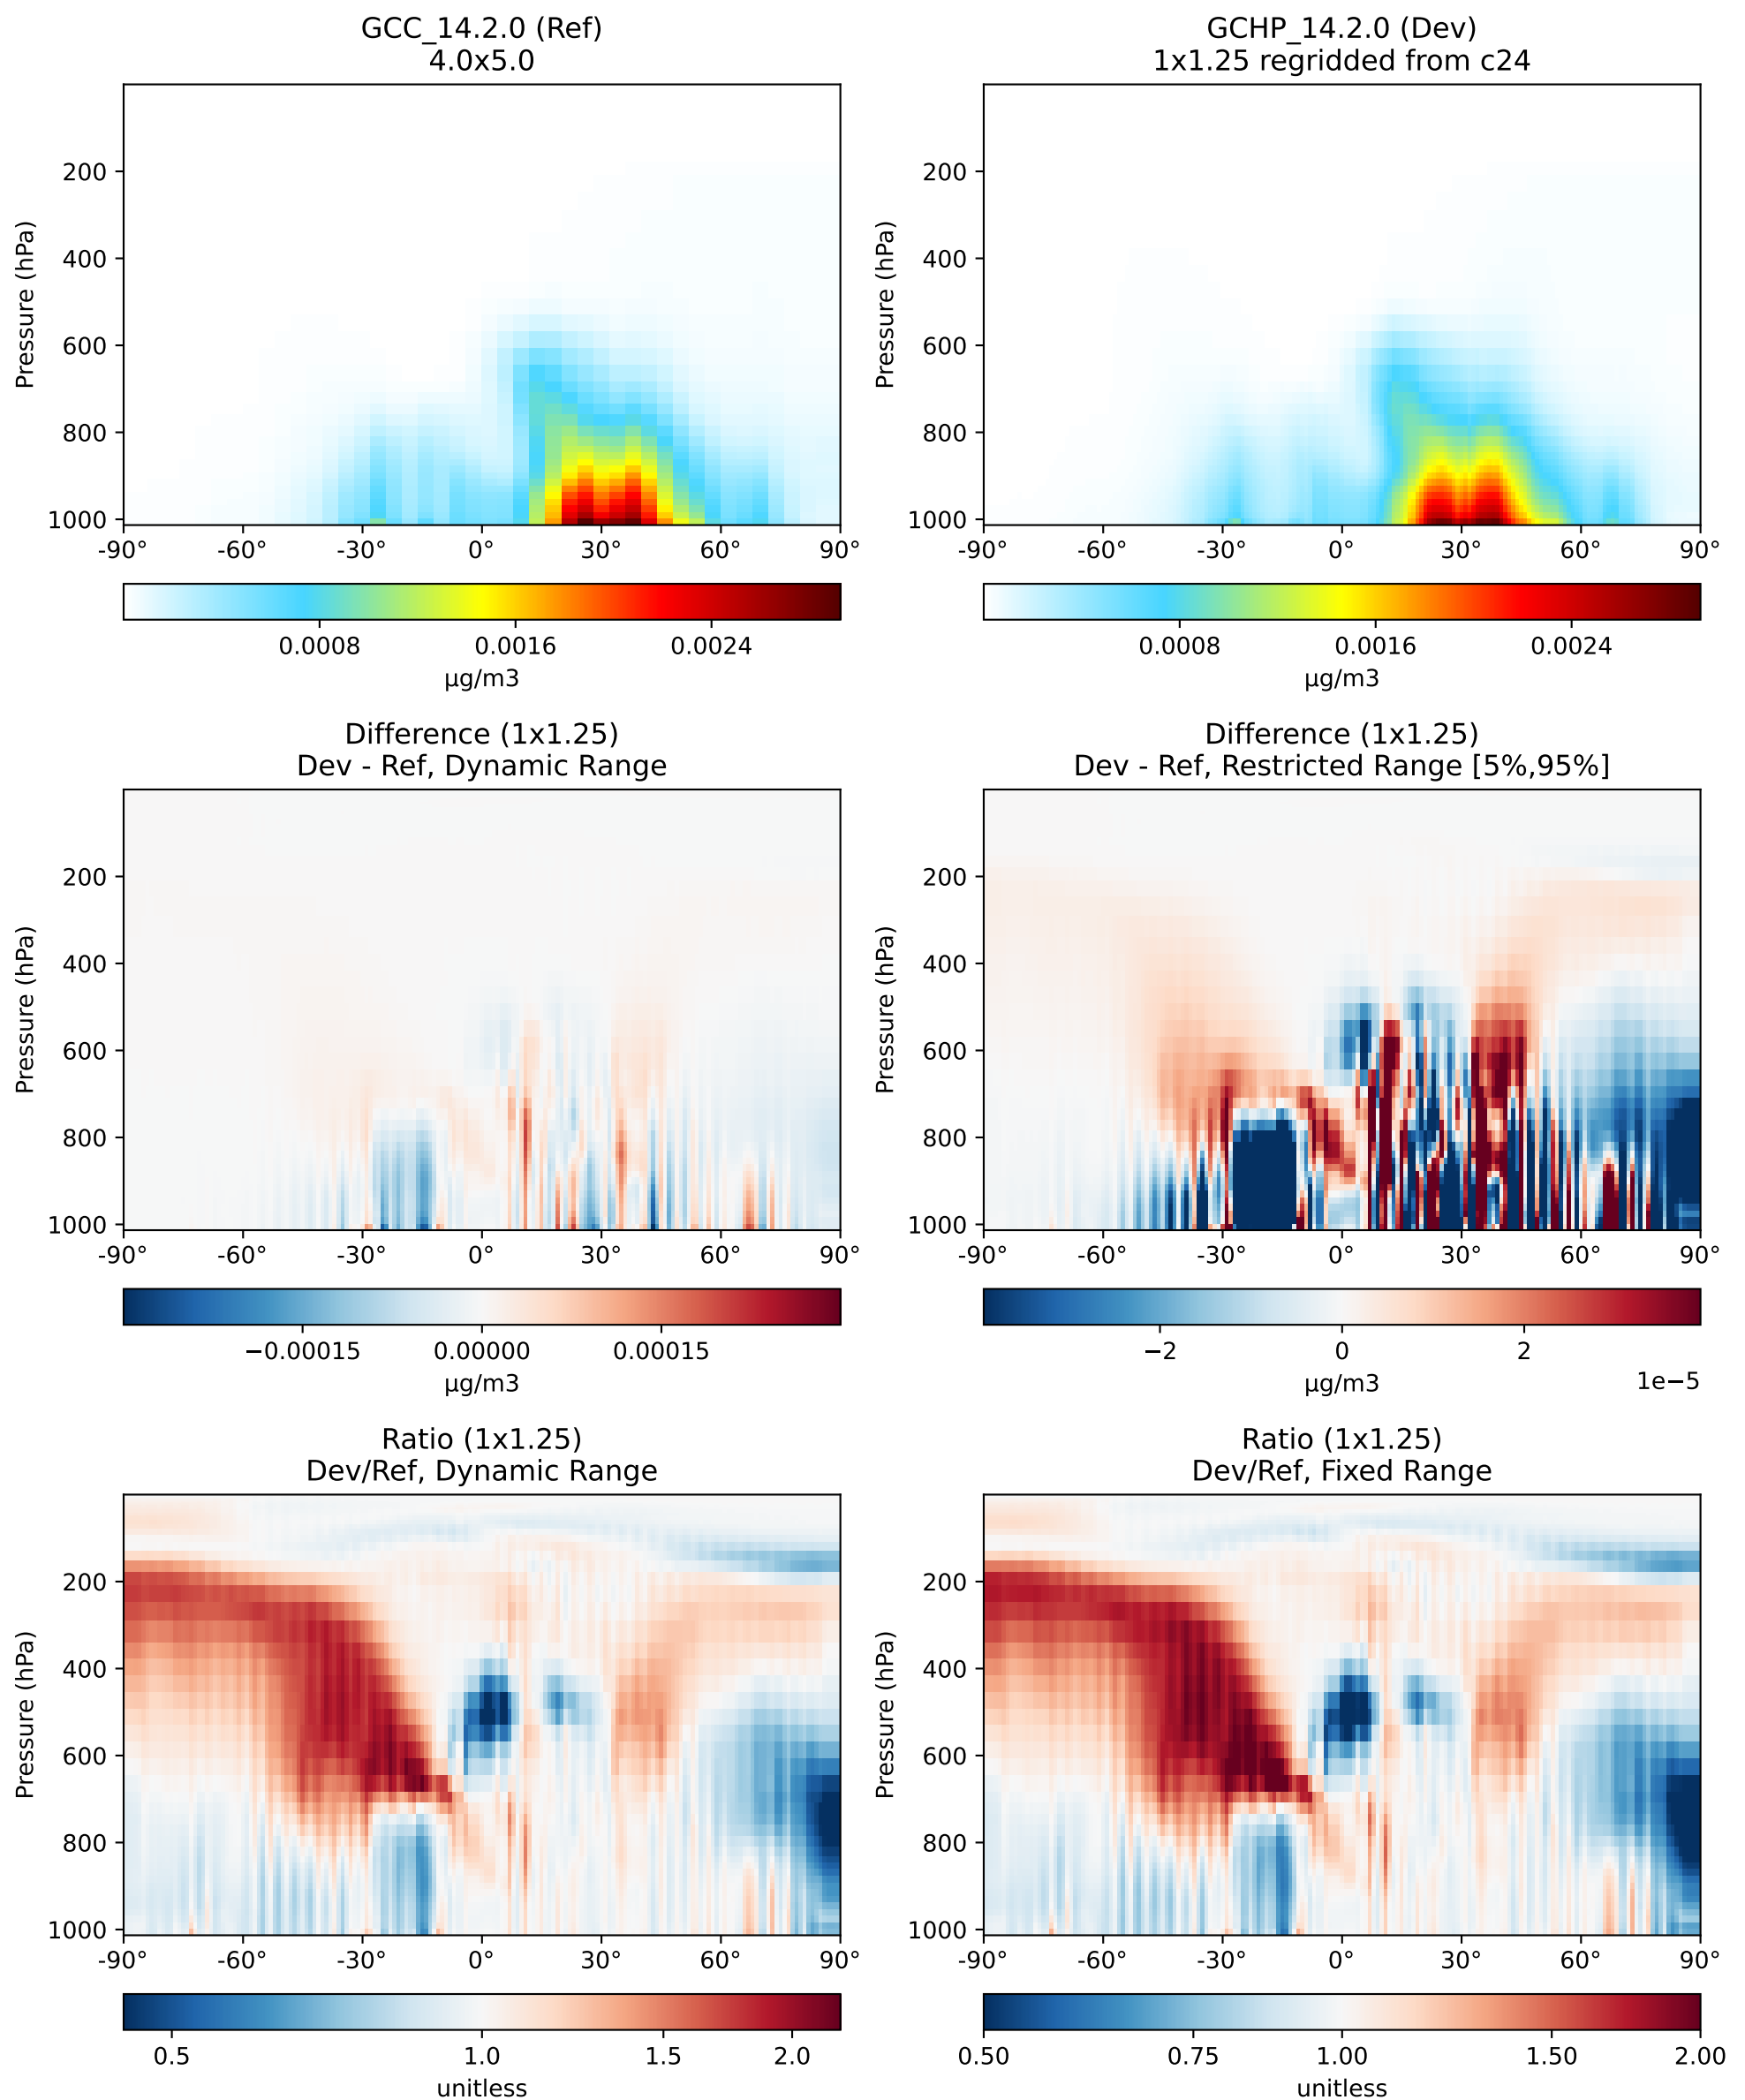 GCC_14.2.0 (Ref)
4.0x5.0
Pressure (hPa)
200
400
600
800
1000
-90° -60° -30° 0° 30° 60° 90°
0.0008 0.0016 0.0024
µg/m3
GCHP_14.2.0 (Dev)
1x1.25 regridded from c24
Pressure (hPa)
200
400
600
800
1000
-90° -60° -30° 0° 30° 60° 90°
0.0008 0.0016 0.0024
µg/m3
Difference (1x1.25)
Dev - Ref, Dynamic Range
Pressure (hPa)
200
400
600
800
1000
-90° -60° -30° 0° 30° 60° 90°
−0.00015 0.00000 0.00015
µg/m3
Difference (1x1.25)
Dev - Ref, Restricted Range [5%,95%]
Pressure (hPa)
200
400
600
800
1000
-90° -60° -30° 0° 30° 60° 90°
−2 0 2
µg/m3
1e−5
Ratio (1x1.25)
Dev/Ref, Dynamic Range
Pressure (hPa)
200
400
600
800
1000
-90° -60° -30° 0° 30° 60° 90°
0.5 1.0 1.5 2.0
unitless
Ratio (1x1.25)
Dev/Ref, Fixed Range
Pressure (hPa)
200
400
600
800
1000
-90° -60° -30° 0° 30° 60° 90°
0.50 0.75 1.00 1.50 2.00
unitless